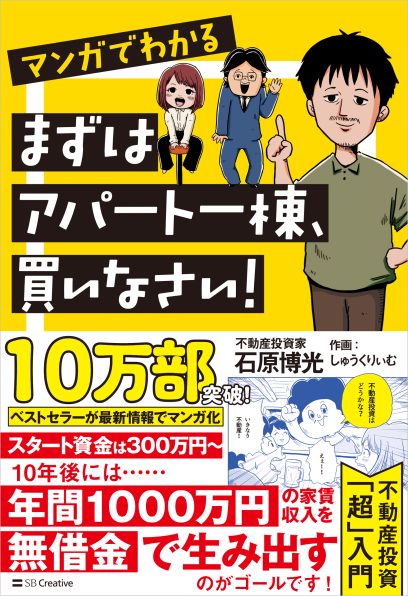 マンガでわかる
まずは
アパート一棟、
買いなさい!
不動産投資家
石原博光
作画:
しゅうくりぃむ
10万部突破!
ベストセラーが最新情報でマンガ化
不動産投資は
どうかな?
いきなり
不動産!
えぇーー!
スタート資金は300万円〜
10年後には……
年間1000万円の家賃収入を
無借金で生み出す
のがゴールです!
不動産投資
「超」入門
SB Creative